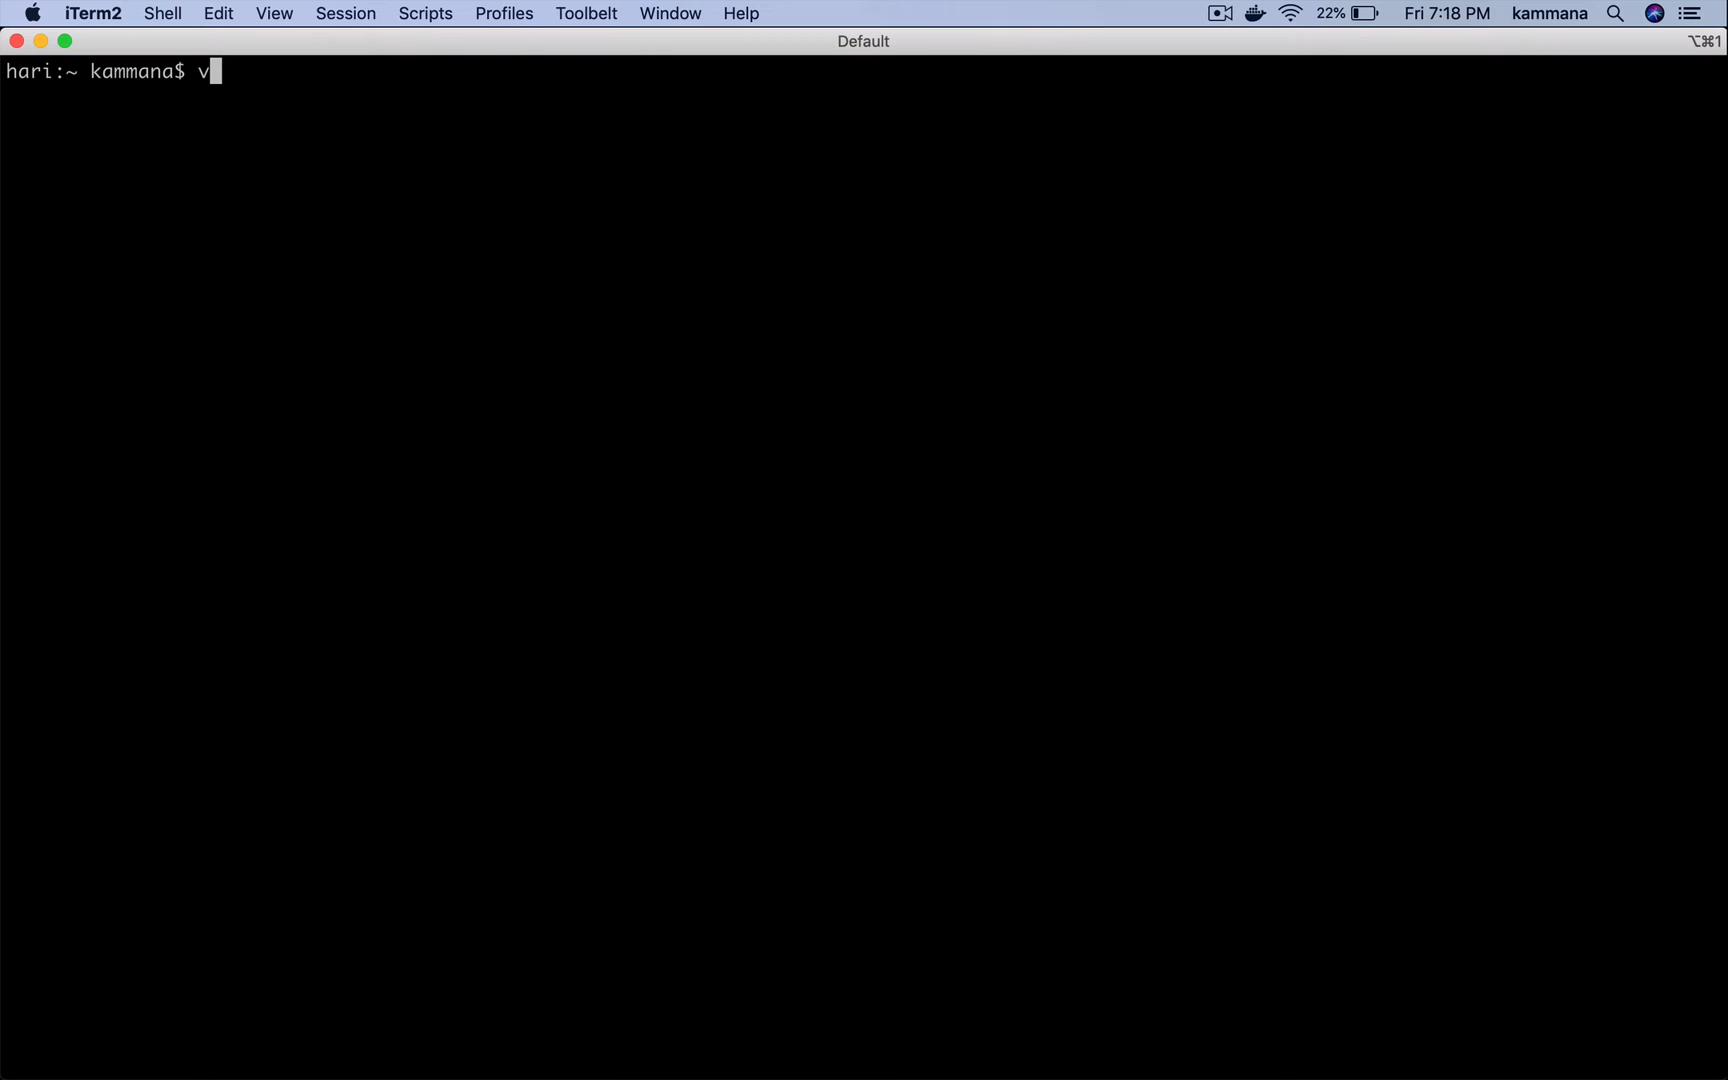 iTerm2 Shell Edit View Session Scripts Profiles Toolbelt Window Help 22% Fri 7:18 PM kammana
Default ⌥⌘1
hari:~ kammana$ v